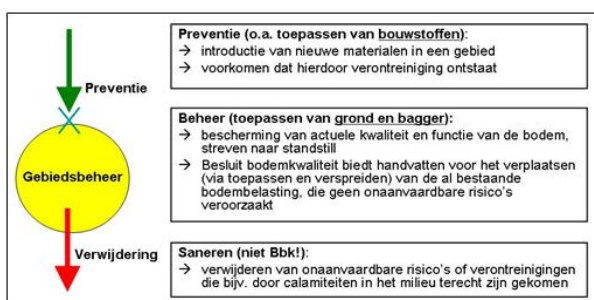 Preventie
Gebiedsbeheer
Verwijdering
Preventie (o.a. toepassen van bouwstoffen):
→ introductie van nieuwe materialen in een gebied
→ voorkomen dat hierdoor verontreiniging ontstaat
Beheer (toepassen van grond en bagger):
→ bescherming van actuele kwaliteit en functie van de bodem,
streven naar standstill
→ Besluit bodemkwaliteit biedt handvatten voor het verplaatsen
(via toepassen en verspreiden) van de al bestaande
bodembelasting, die geen onaanvaardbare risico's
veroorzaakt
Saneren (niet Bbk!):
→ verwijderen van onaanvaardbare risico's of verontreinigingen
die bijv. door calamiteiten in het milieu terecht zijn gekomen